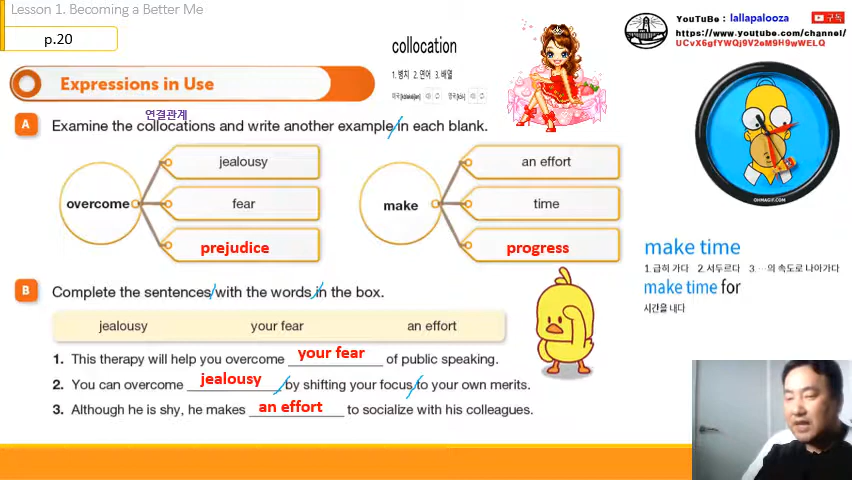 Lesson 1. Becoming a Better Me
p.20
YouTuBe : lallapalooza
구독
https://www.youtube.com/channel/
UCvX6gfYWQj9V2eM9H9wWELQ
collocation
1. 병치 2. 연어 3. 배열
Expressions in Use
연결관계
A Examine the collocations and write another example in each blank.
overcome
jealousy
fear
prejudice
make
an effort
time
progress
OHMAGIF.COM
make time
1.급히 가다 2.서두르다 3.…의 속도로 나아가다
make time for
시간을 내다
B Complete the sentences with the words in the box.
jealousy your fear an effort
1. This therapy will help you overcome your fear of public speaking.
2. You can overcome jealousy by shifting your focus to your own merits.
3. Although he is shy, he makes an effort to socialize with his colleagues.